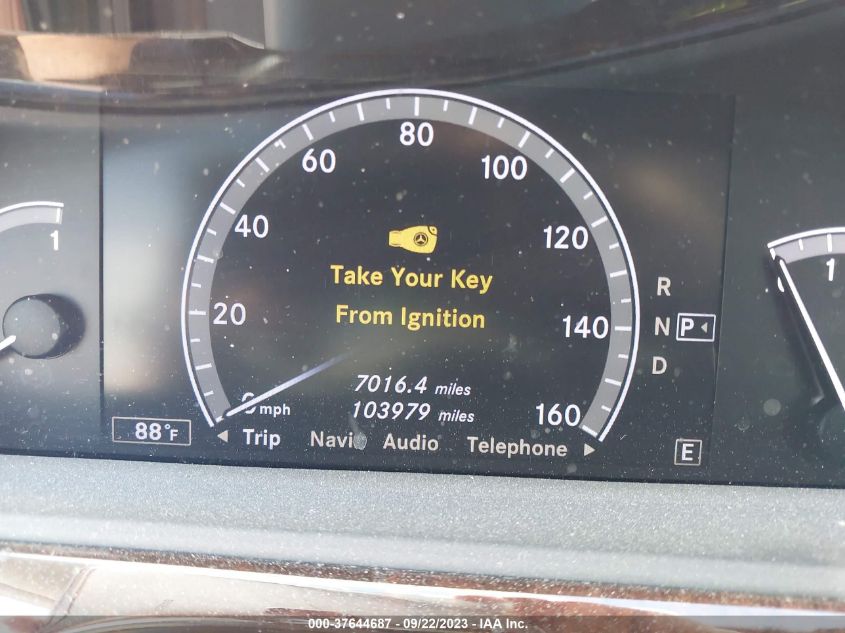 80
60
100
40
120
1
1
Take Your Key
From Ignition
R
20
140
N P
D
7016.4 miles
103979 miles
0 mph
160
88°F
Trip Navi Audio Telephone
E
000-37644687 - 09/22/2023 - IAA Inc.